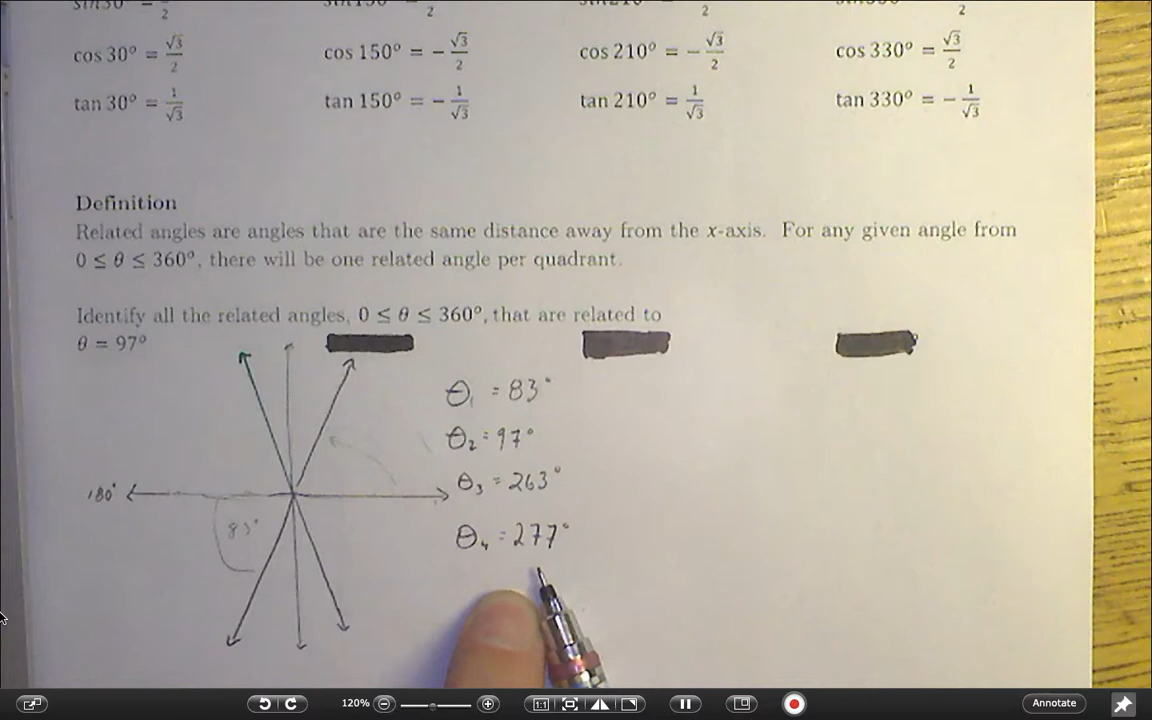 cos 30° = √3/2
cos 150° = − √3/2
cos 210° = − √3/2
cos 330° = √3/2
tan 30° = 1/√3
tan 150° = − 1/√3
tan 210° = 1/√3
tan 330° = − 1/√3
Definition
Related angles are angles that are the same distance away from the x-axis. For any given angle from
0 ≤ θ ≤ 360°, there will be one related angle per quadrant.
Identify all the related angles, 0 ≤ θ ≤ 360°, that are related to
θ = 97°
θ₁ = 83°
θ₂ = 97°
θ₃ = 263°
θ₄ = 277°
180°
83°
120%
1:1
Annotate